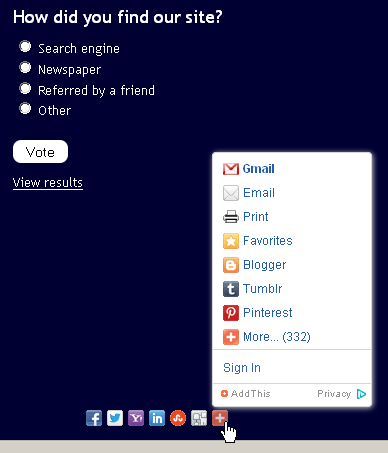 How did you find our site?
Search engine
Newspaper
Referred by a friend
Other
Vote
View results
Gmail
Email
Print
Favorites
Blogger
Tumblr
Pinterest
More... (332)
Sign In
AddThis Privacy